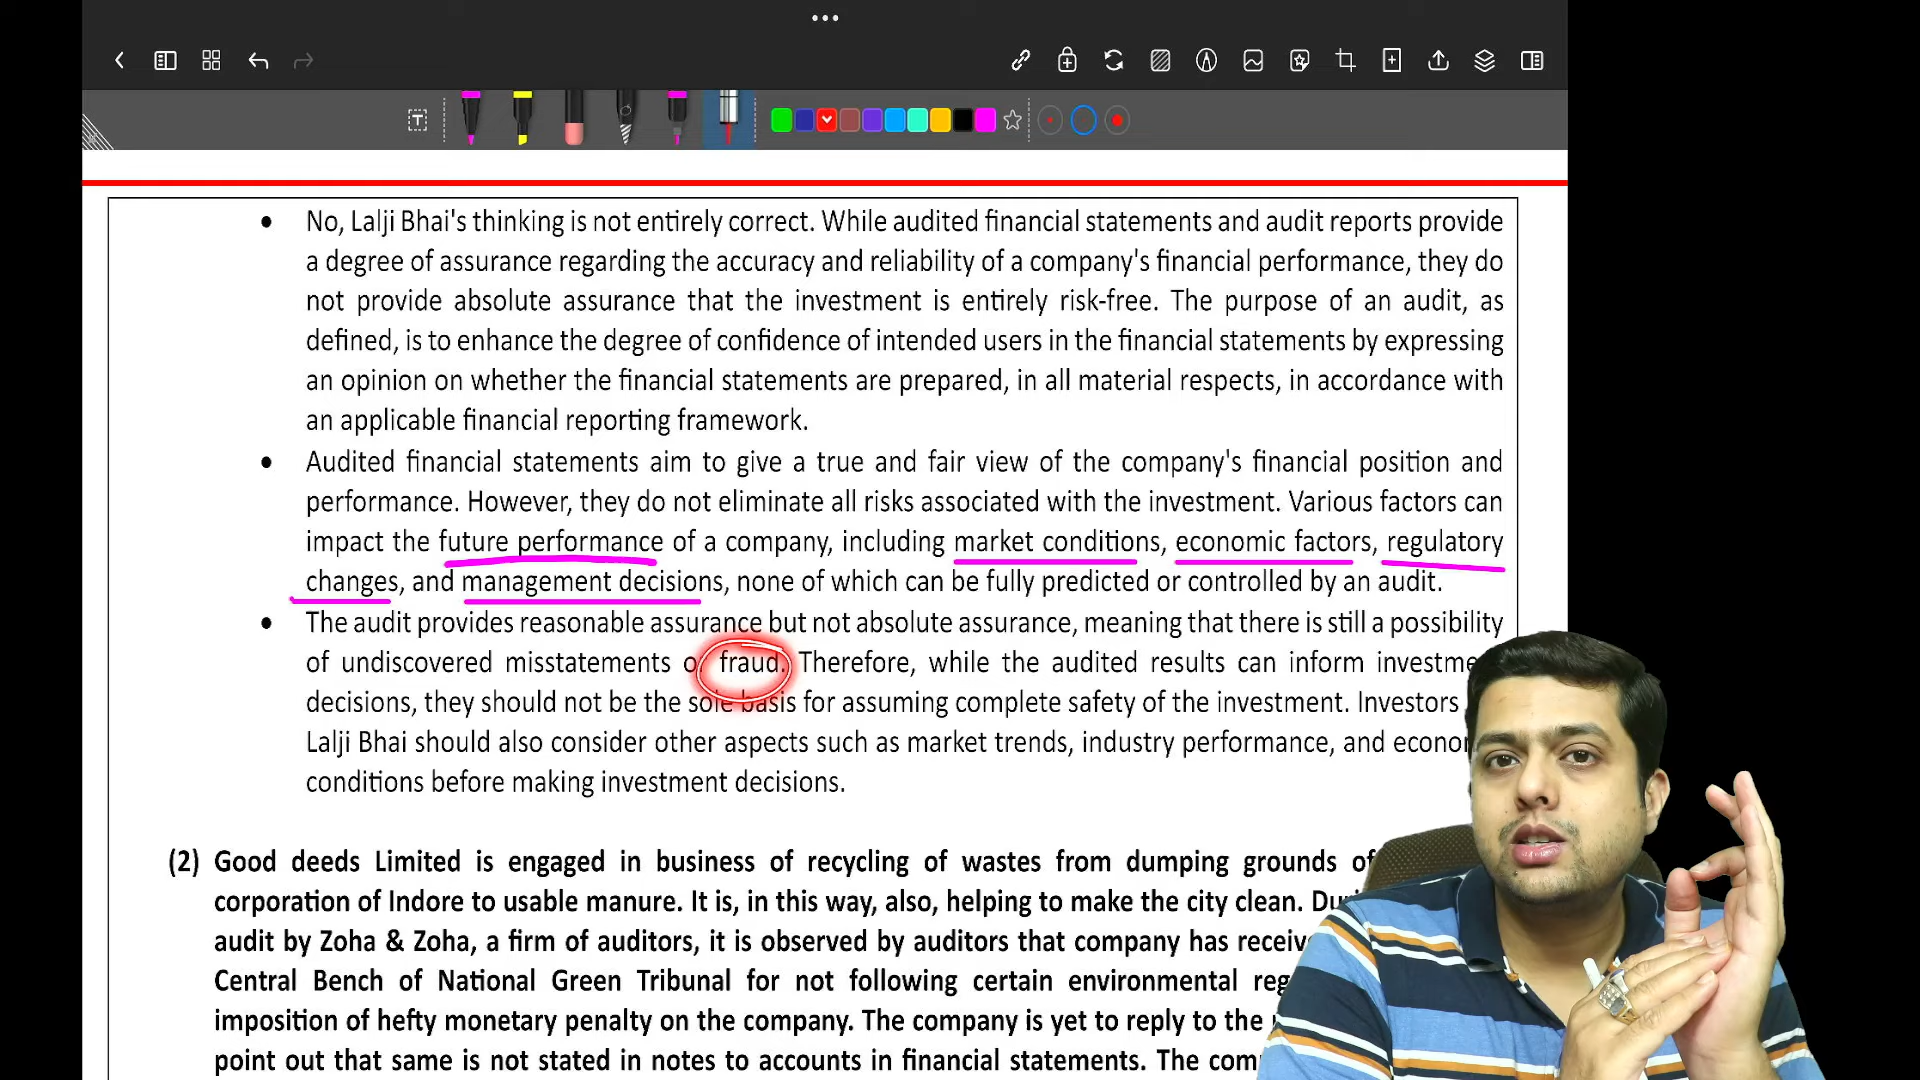 No, Lalji Bhai's thinking is not entirely correct. While audited financial statements and audit reports provide
a degree of assurance regarding the accuracy and reliability of a company's financial performance, they do
not provide absolute assurance that the investment is entirely risk-free. The purpose of an audit, as
defined, is to enhance the degree of confidence of intended users in the financial statements by expressing
an opinion on whether the financial statements are prepared, in all material respects, in accordance with
an applicable financial reporting framework.
Audited financial statements aim to give a true and fair view of the company's financial position and
performance. However, they do not eliminate all risks associated with the investment. Various factors can
impact the future performance of a company, including market conditions, economic factors, regulatory
changes, and management decisions, none of which can be fully predicted or controlled by an audit.
The audit provides reasonable assurance but not absolute assurance, meaning that there is still a possibility
of undiscovered misstatements fraud. Therefore, while the audited results can inform
decisions, they should not be the sole basis for assuming complete safety of the investment. Investors
Lalji Bhai should also consider other aspects such as market trends, industry performance, and
conditions before making investment decisions.
(2) Good deeds Limited is engaged in business of recycling of wastes from dumping grounds of
corporation of Indore to usable manure. It is, in this way, also, helping to make the city clean.
audit by Zoha & Zoha, a firm of auditors, it is observed by auditors that company has
Central Bench of National Green Tribunal for not following certain environmental
imposition of hefty monetary penalty on the company. The company is yet to reply to the
point out that same is not stated in notes to accounts in financial statements. The